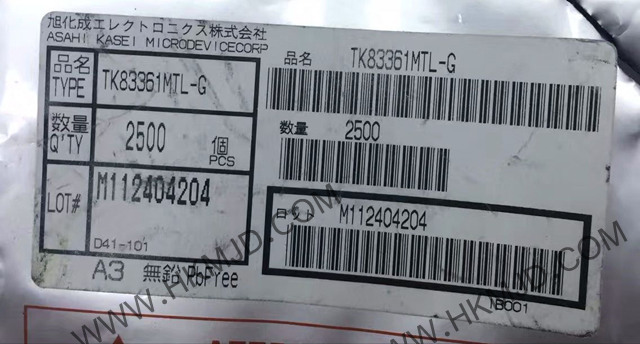 旭化成エレクトロニクス株式会社
ASAHI KASEI MICRODEVICECORP
品名 TYPE TK83361MTL-G
数量 Q'TY 2500 個 PCS
LOT# M112404204
D41-101
A3 無鉛 PbFree
品名 TK83361MTL-G
数量 2500
ロット M112404204
IBC01
WWW.HKMJD.COM
WWW.HKMJD.COM